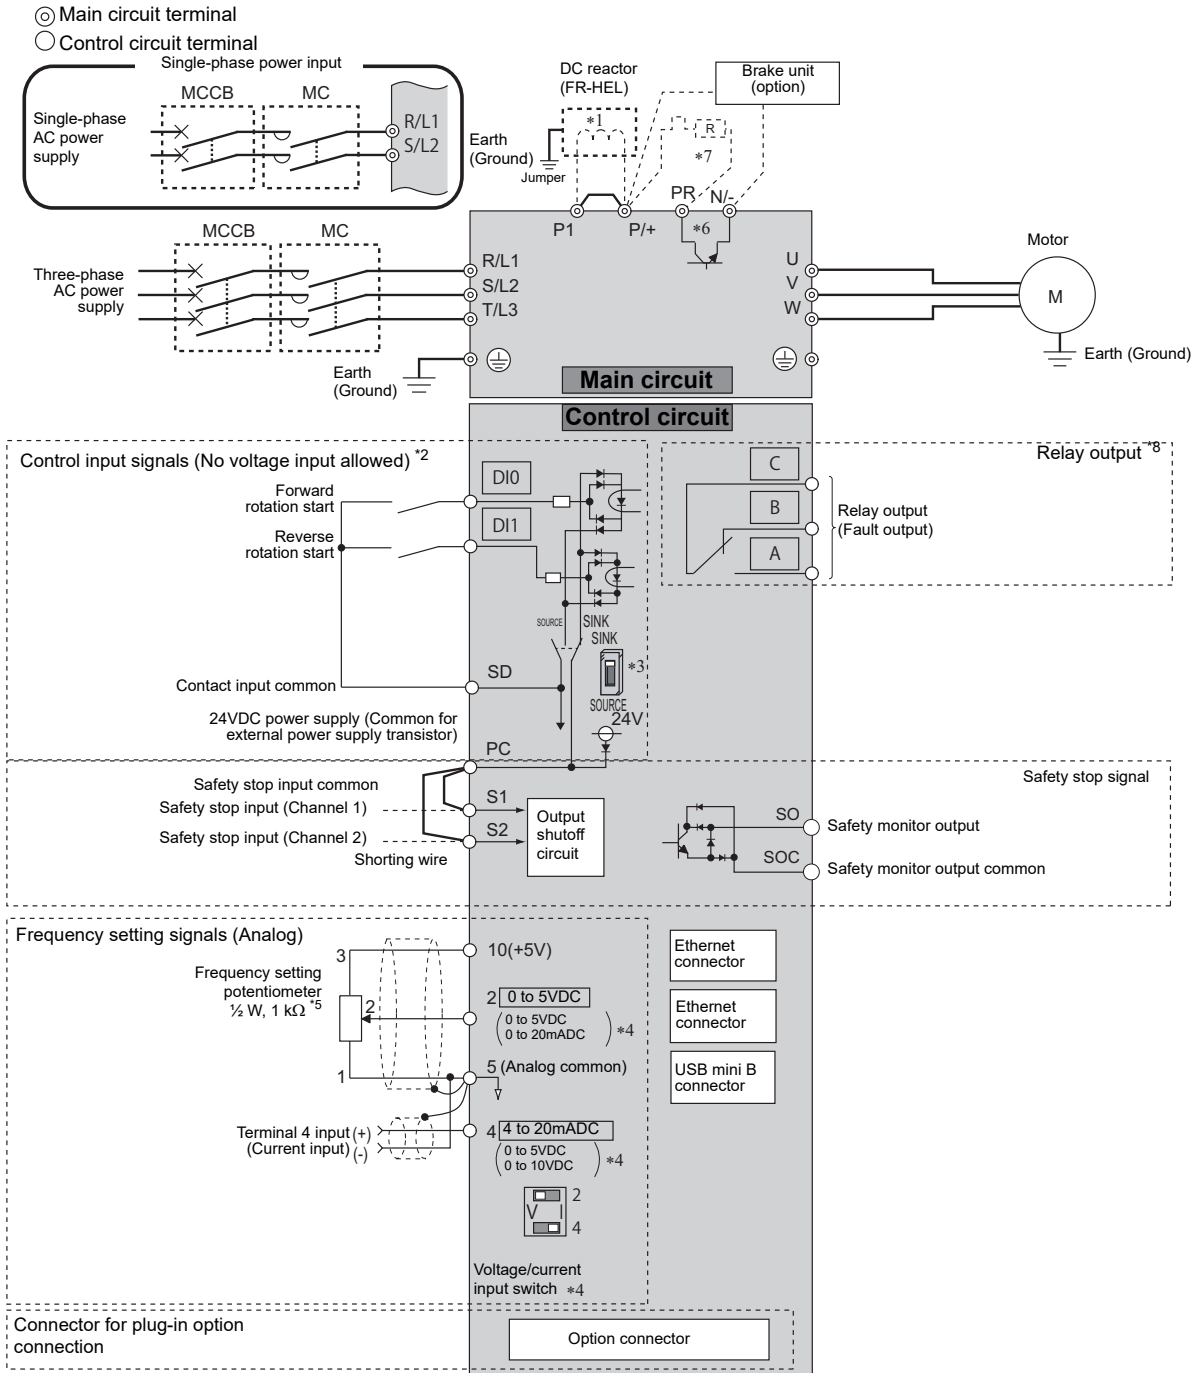 Main circuit terminal
Control circuit terminal
Single-phase power input
MCCB
MC
Single-phase
AC power
supply
R/L1
S/L2
Earth
(Ground)
DC reactor
(FR-HEL)
*1
Jumper
Brake unit
(option)
R
*7
P1
P/+
PR
N/-
*6
MCCB
MC
Three-phase
AC power
supply
R/L1
S/L2
T/L3
Earth
(Ground)
U
V
W
Motor
M
Earth (Ground)
Main circuit
Control circuit
Control input signals (No voltage input allowed) *2
Forward
rotation start
Reverse
rotation start
DI0
DI1
SOURCE
SINK
SINK
*3
SOURCE
SD
Contact input common
24VDC power supply (Common for
external power supply transistor)
24V
PC
Relay output *8
C
B
A
Relay output
(Fault output)
Safety stop signal
Safety stop input common
Safety stop input (Channel 1)
Safety stop input (Channel 2)
Shorting wire
S1
S2
Output
shutoff
circuit
SO
SOC
Safety monitor output
Safety monitor output common
Frequency setting signals (Analog)
Frequency setting
potentiometer
½ W, 1 kΩ *5
3
2
1
10(+5V)
2 0 to 5VDC
(0 to 5VDC
0 to 20mADC) *4
5 (Analog common)
Terminal 4 input (+)
(Current input) (-)
4 4 to 20mADC
(0 to 5VDC
0 to 10VDC) *4
2
V I
4
Voltage/current
input switch *4
Ethernet
connector
Ethernet
connector
USB mini B
connector
Connector for plug-in option
connection
Option connector